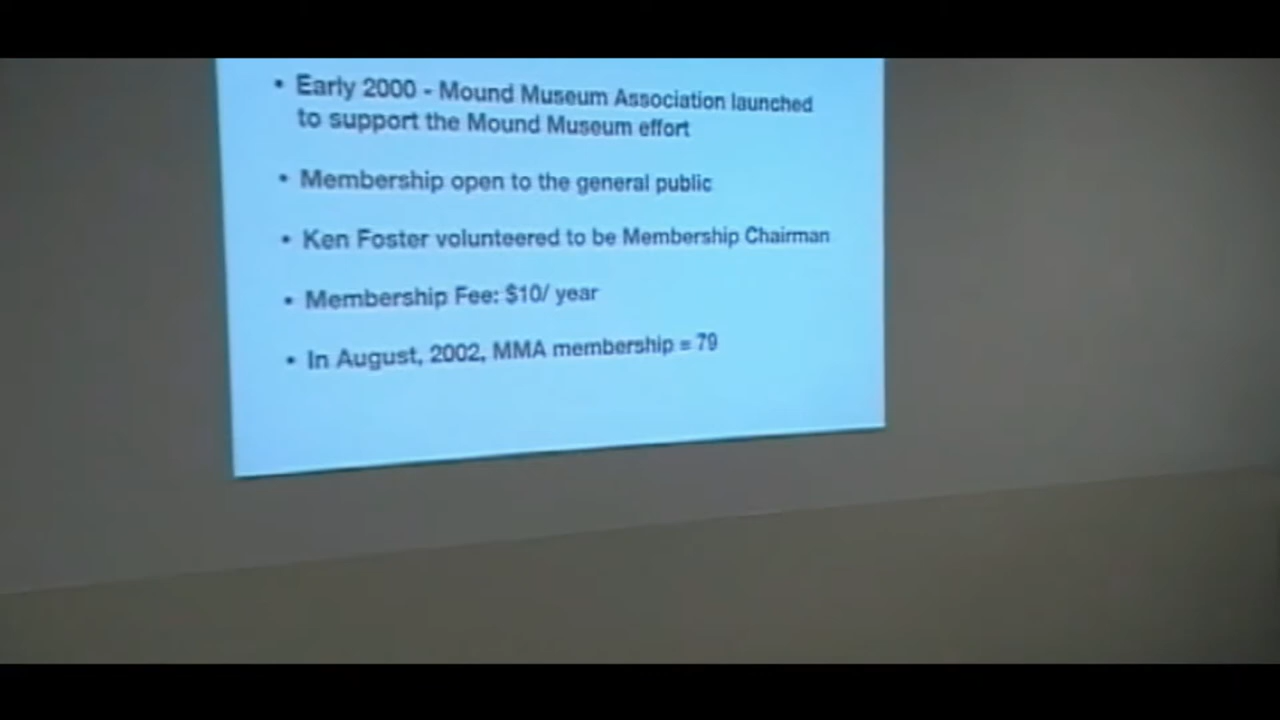 • Early 2000 - Mound Museum Association launched
to support the Mound Museum effort
• Membership open to the general public
• Ken Foster volunteered to be Membership Chairman
• Membership Fee: $10/ year
• In August, 2002, MMA membership = 79